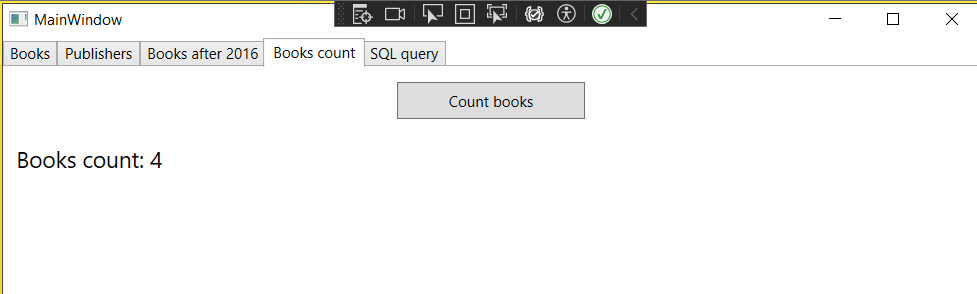 MainWindow
Books Publishers Books after 2016 Books count SQL query
Count books
Books count: 4